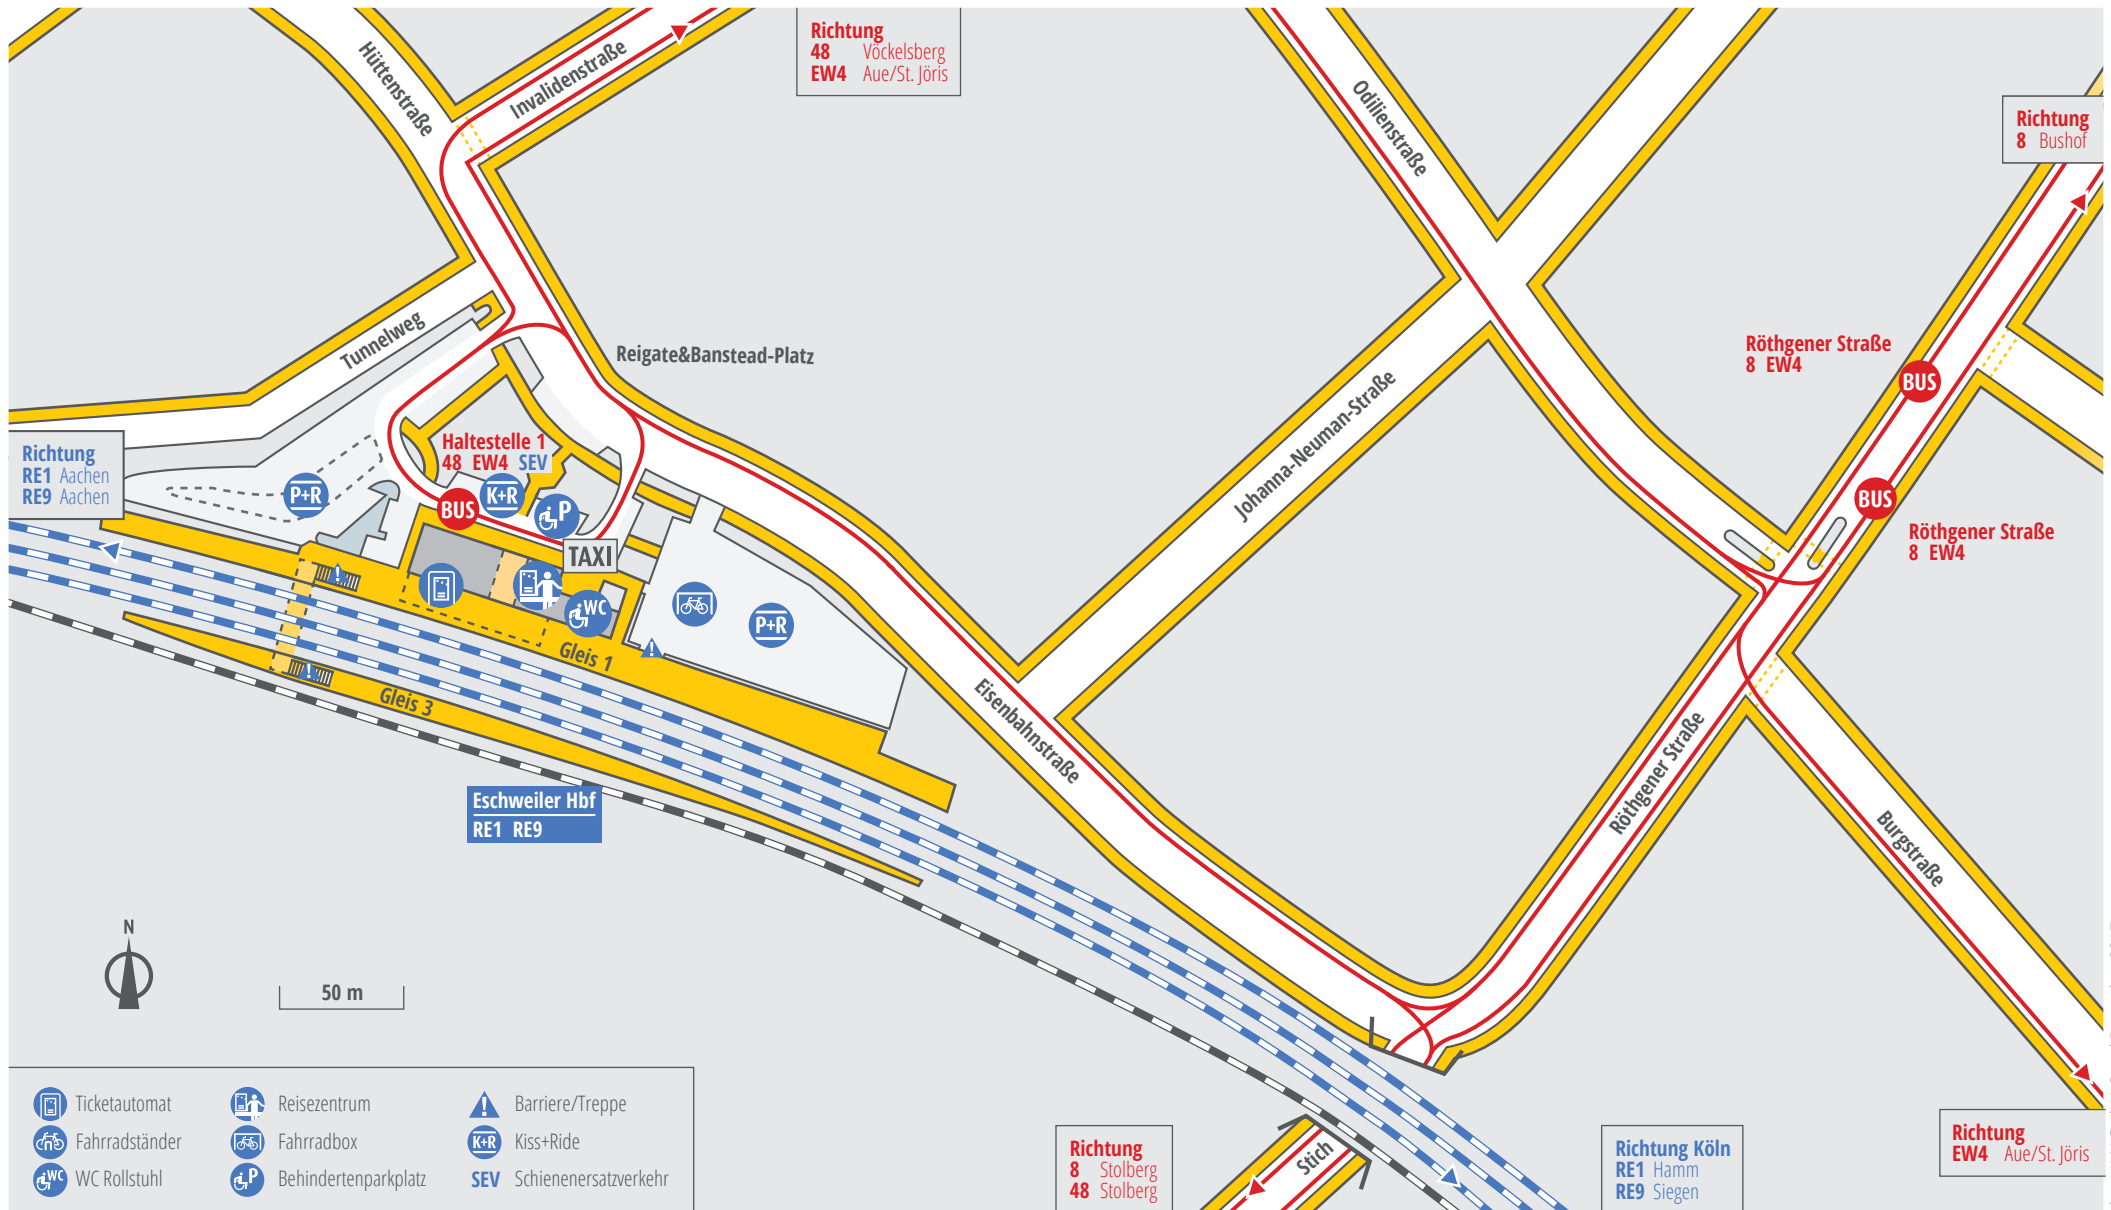 Hüttenstraße
Invalidenstraße
Richtung
48 Vöckelsberg
EW4 Aue/St. Jöris
Odilienstraße
Richtung
8 Bushof
Tunnelweg
Reigate&Banstead-Platz
Röthgener Straße
8 EW4
BUS
Johanna-Neuman-Straße
Richtung
RE1 Aachen
RE9 Aachen
Haltestelle 1
48 EW4 SEV
P+R
K+R
BUS
P
TAXI
BUS
Röthgener Straße
8 EW4
WC
P+R
Gleis 1
Gleis 3
Eisenbahnstraße
Röthgener Straße
Burgstraße
Eschweiler Hbf
RE1 RE9
N
50 m
Ticketautomat
Reisezentrum
Barriere/Treppe
Fahrradständer
Fahrradbox
K+R Kiss+Ride
WC WC Rollstuhl
P Behindertenparkplatz
SEV Schienenersatzverkehr
Richtung
8 Stolberg
48 Stolberg
Stich
Richtung Köln
RE1 Hamm
RE9 Siegen
Richtung
EW4 Aue/St. Jöris